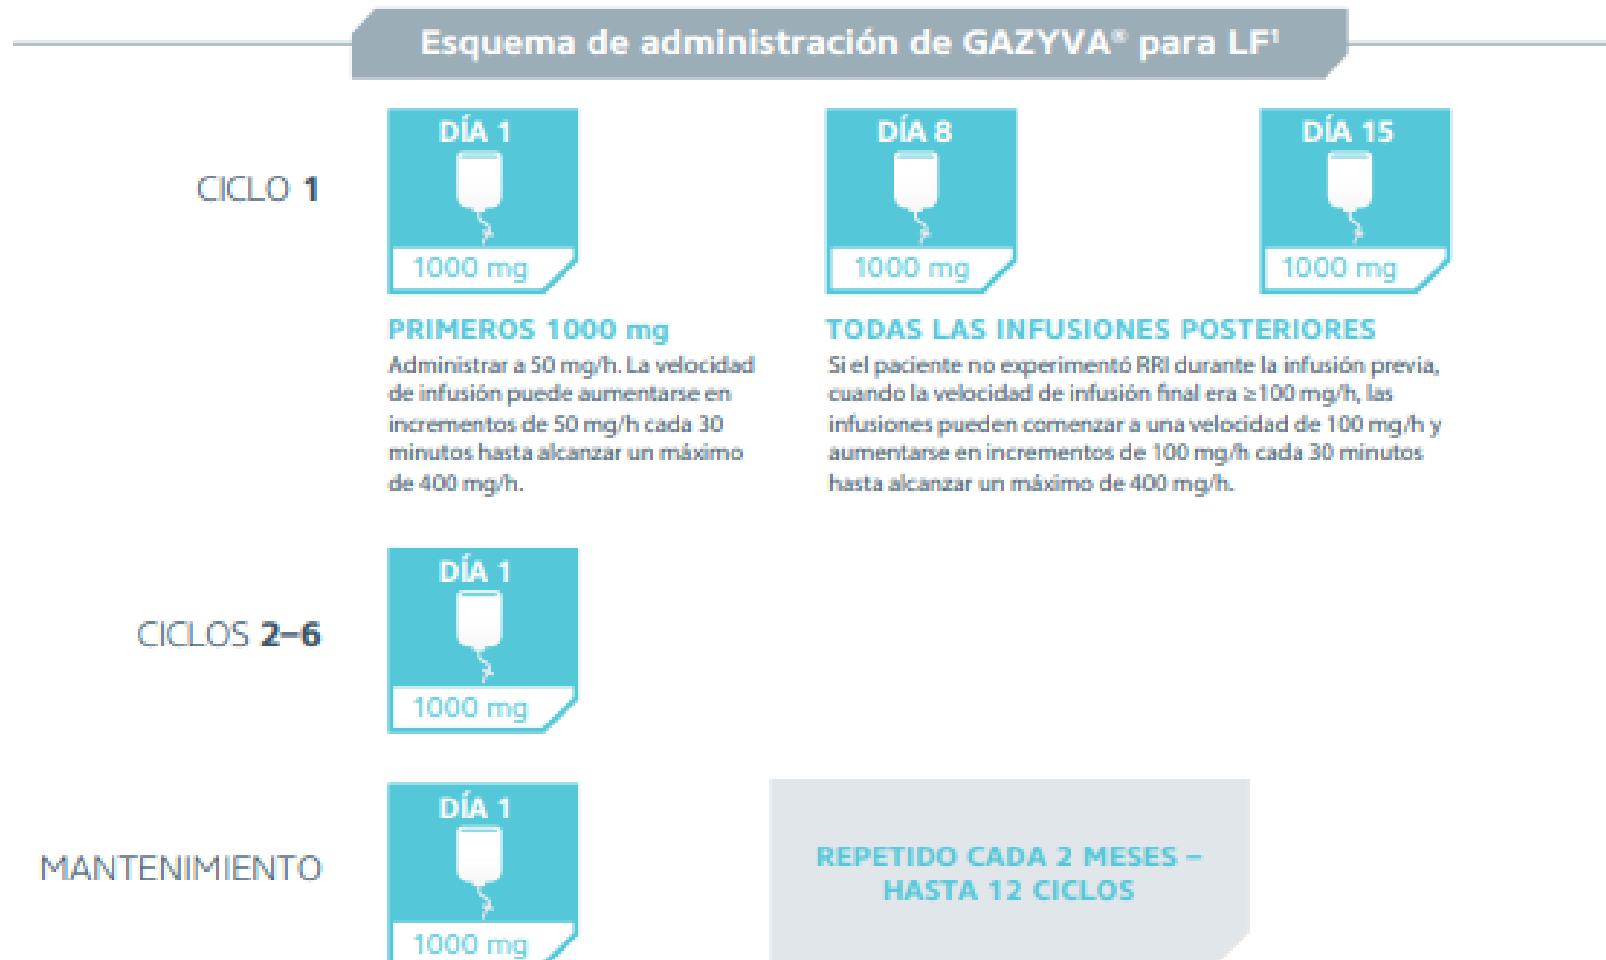 Esquema de administración de GAZYVA® para LF¹
CICLO 1
DÍA 1
1000 mg
DÍA 8
1000 mg
DÍA 15
1000 mg
PRIMEROS 1000 mg
Administrar a 50 mg/h. La velocidad
de infusión puede aumentarse en
incrementos de 50 mg/h cada 30
minutos hasta alcanzar un máximo
de 400 mg/h.
TODAS LAS INFUSIONES POSTERIORES
Si el paciente no experimentó RRI durante la infusión previa,
cuando la velocidad de infusión final era ≥100 mg/h, las
infusiones pueden comenzar a una velocidad de 100 mg/h y
aumentarse en incrementos de 100 mg/h cada 30 minutos
hasta alcanzar un máximo de 400 mg/h.
CICLOS 2–6
DÍA 1
1000 mg
MANTENIMIENTO
DÍA 1
1000 mg
REPETIDO CADA 2 MESES –
HASTA 12 CICLOS